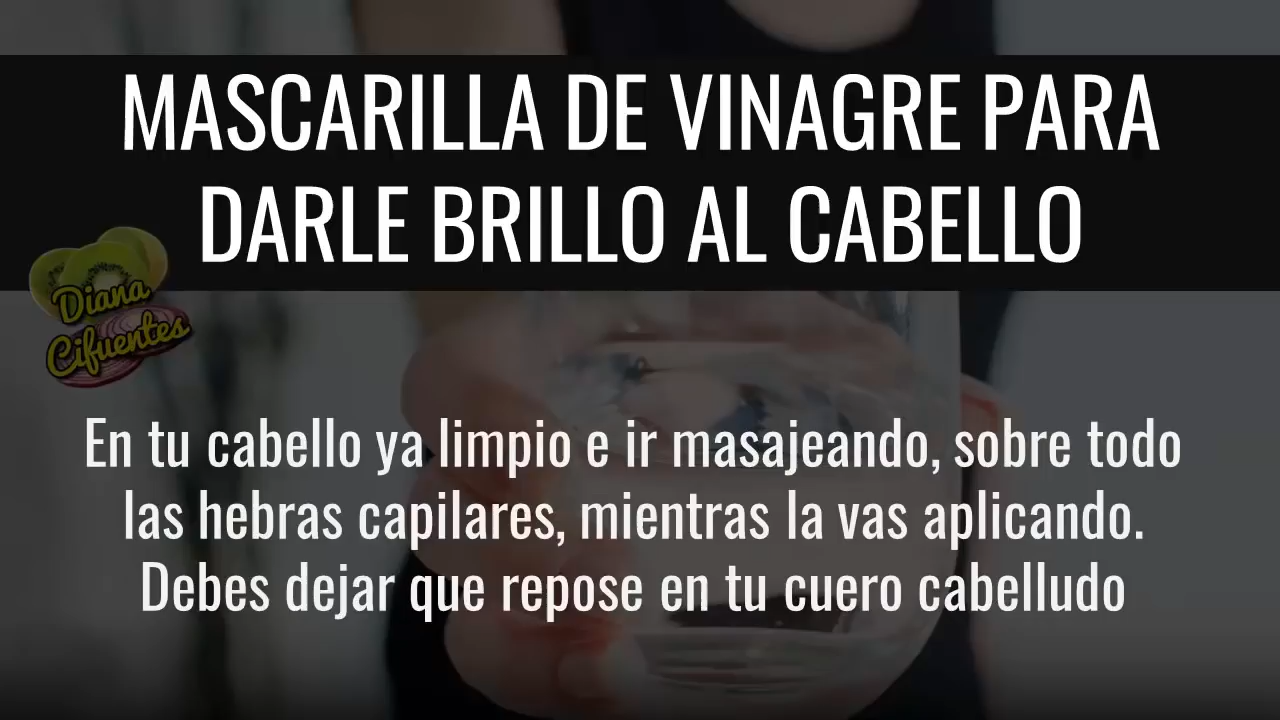 MASCARILLA DE VINAGRE PARA
DARLE BRILLO AL CABELLO
Diana
Cifuentes
En tu cabello ya limpio e ir masajeando, sobre todo
las hebras capilares, mientras la vas aplicando.
Debes dejar que repose en tu cuero cabelludo